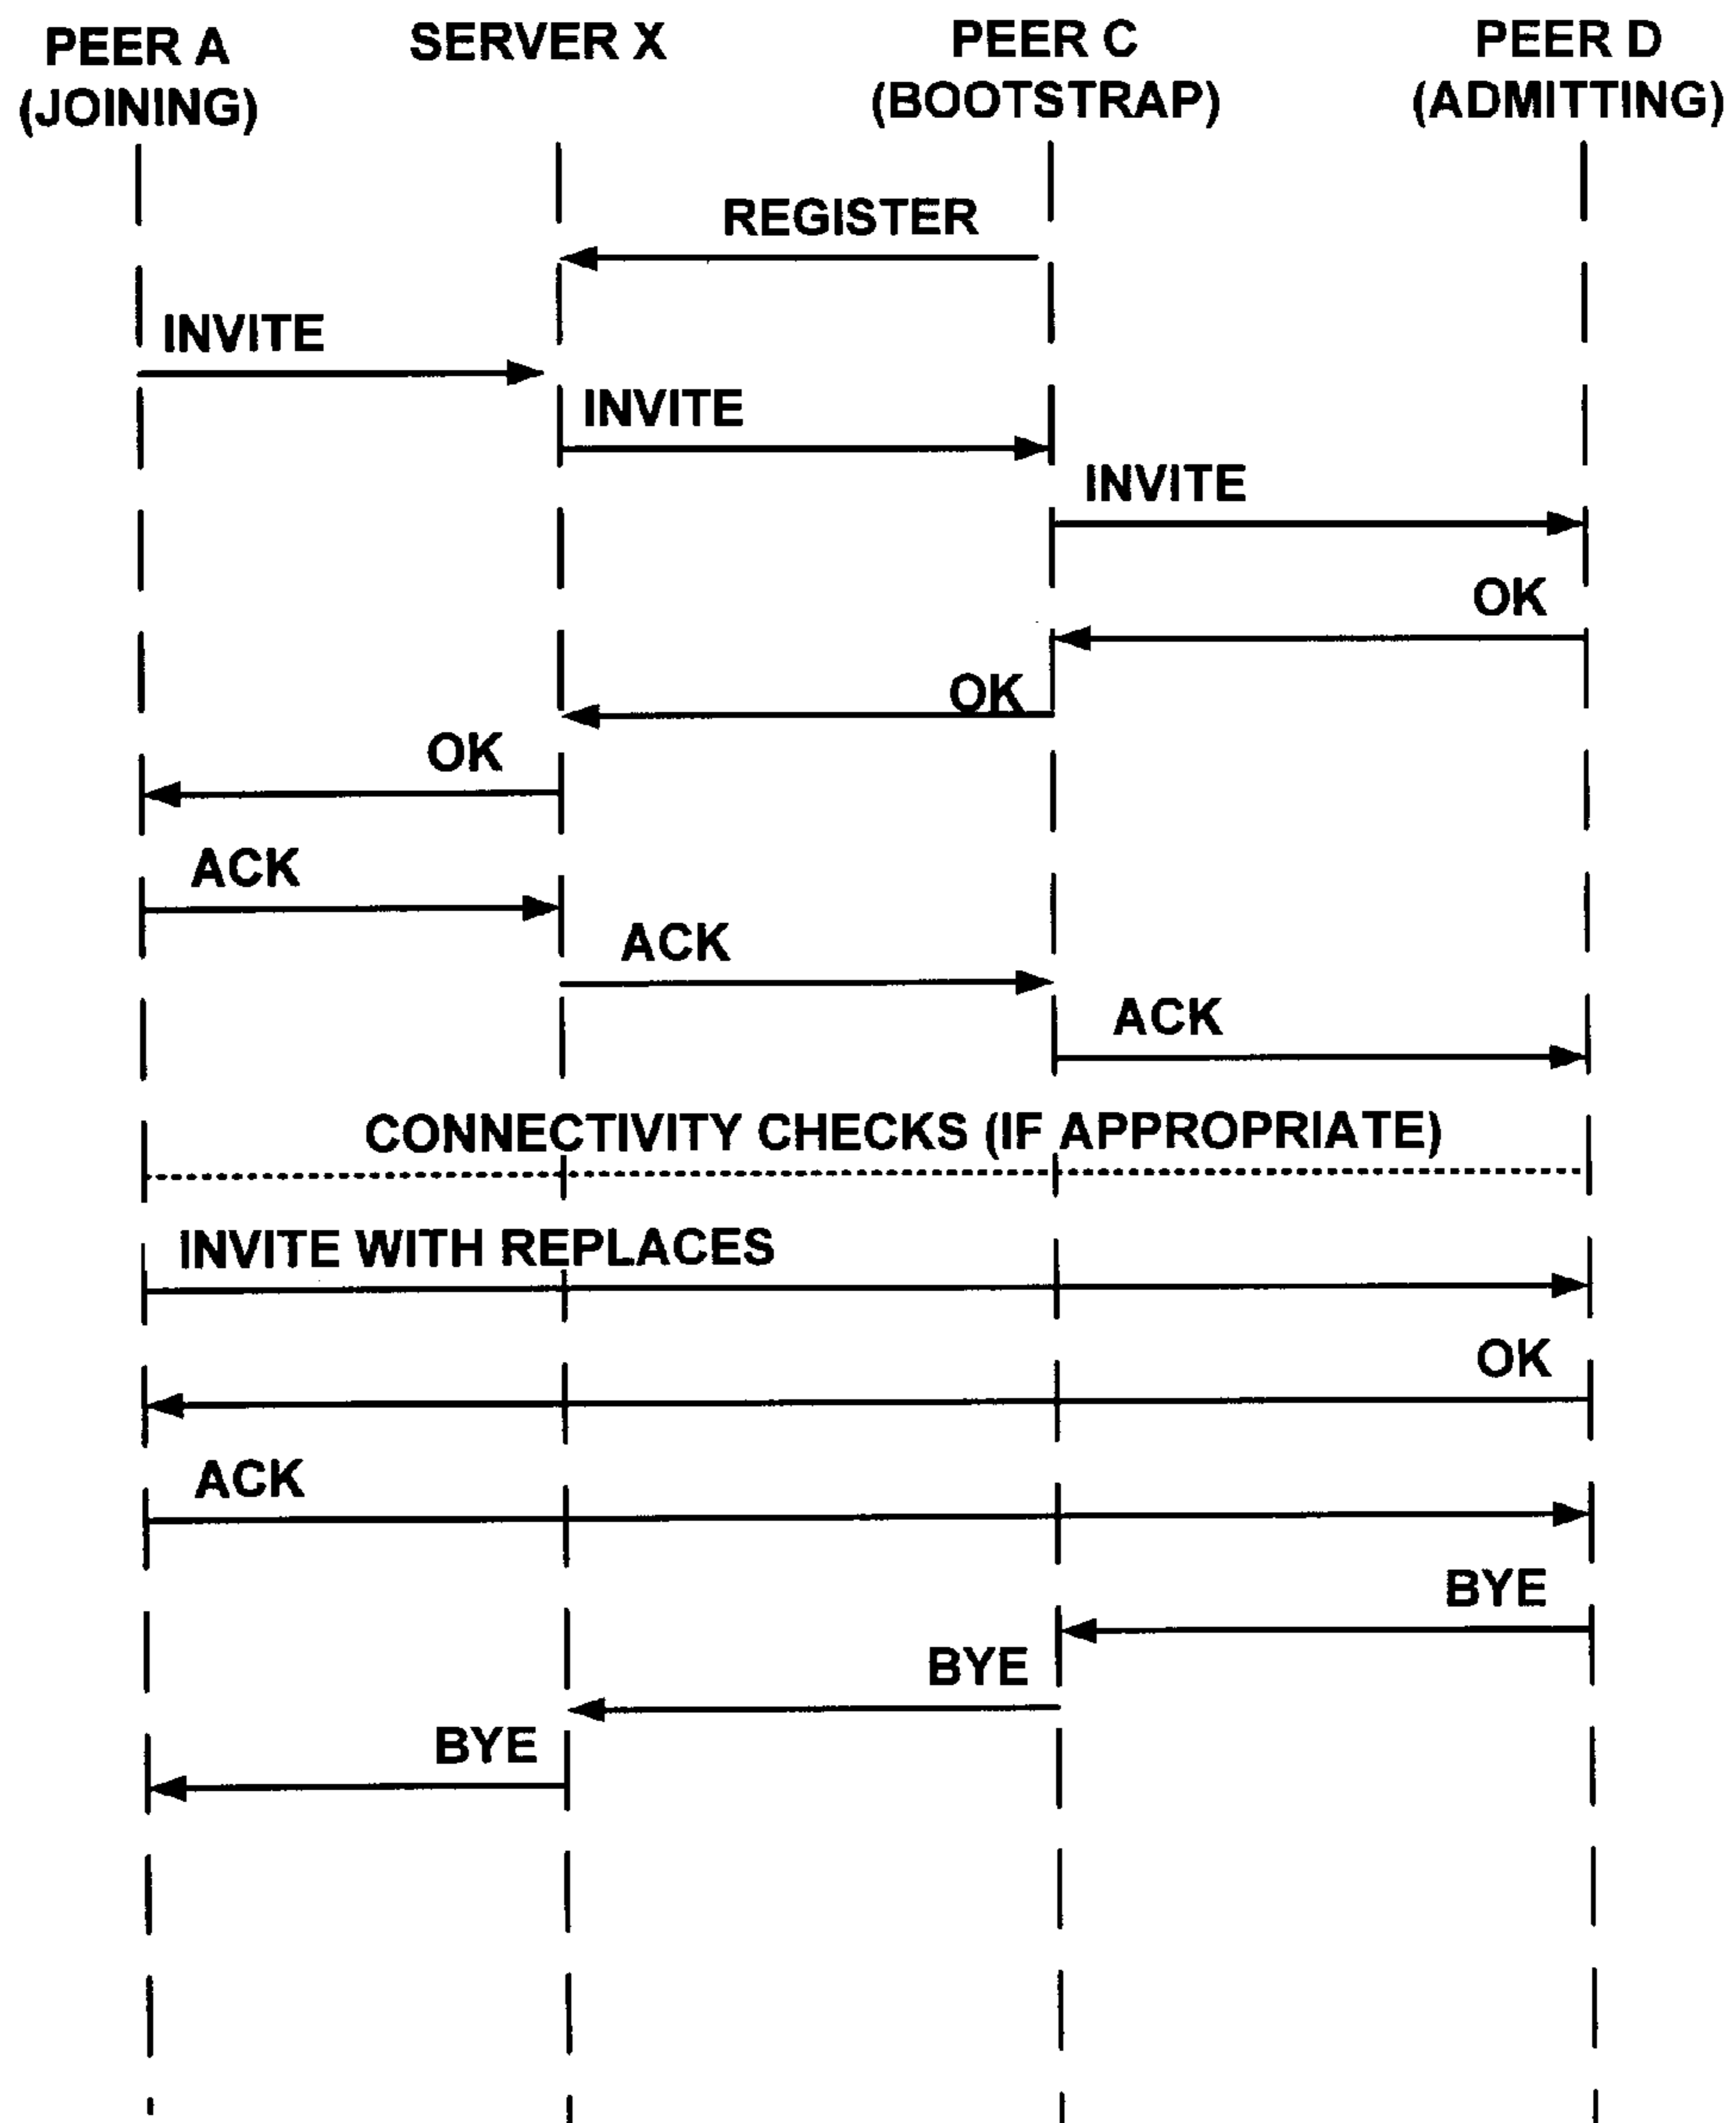 PEER A
(JOINING)
SERVER X
PEER C
(BOOTSTRAP)
PEER D
(ADMITTING)
REGISTER
INVITE
INVITE
INVITE
OK
OK
OK
ACK
ACK
ACK
CONNECTIVITY CHECKS (IF APPROPRIATE)
INVITE WITH REPLACES
OK
ACK
BYE
BYE
BYE